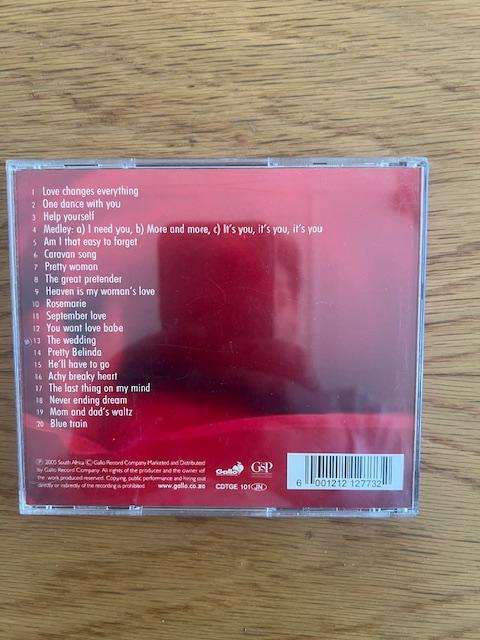 1 Love changes everything
2 One dance with you
3 Help yourself
4 Medley: a) I need you, b) More and more, c) It's you, it's you, it's you
5 Am I that easy to forget
6 Caravan song
7 Pretty woman
8 The great pretender
9 Heaven is my woman's love
10 Rosemarie
11 September love
12 You want love babe
13 The wedding
14 Pretty Belinda
15 He'll have to go
16 Achy breaky heart
17 The last thing on my mind
18 Never ending dream
19 Mom and dad's waltz
20 Blue train
℗ 2005 South Africa © Gallo Record Company Marketed and Distributed
by Gallo Record Company. All rights of the producer and the owner of
the work produced reserved. Copying, public performance and hiring out
directly or indirectly of the recording is prohibited www.gallo.co.za
Gallo
GSP
CDTGE 101 JN
6 001212 127732